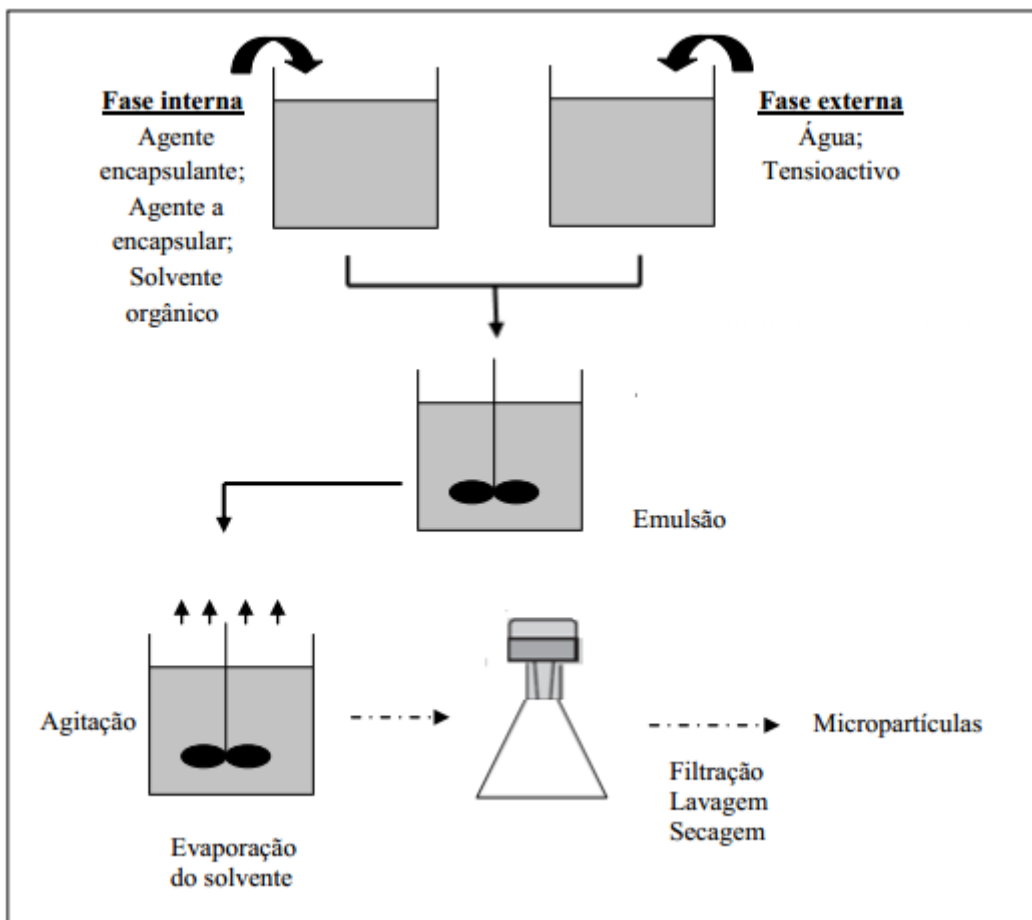 Fase interna
Agente
encapsulante;
Agente a
encapsular;
Solvente
orgânico
Fase externa
Água;
Tensioactivo
Emulsão
Agitação
Evaporação
do solvente
Filtração
Lavagem
Secagem
Micropartículas